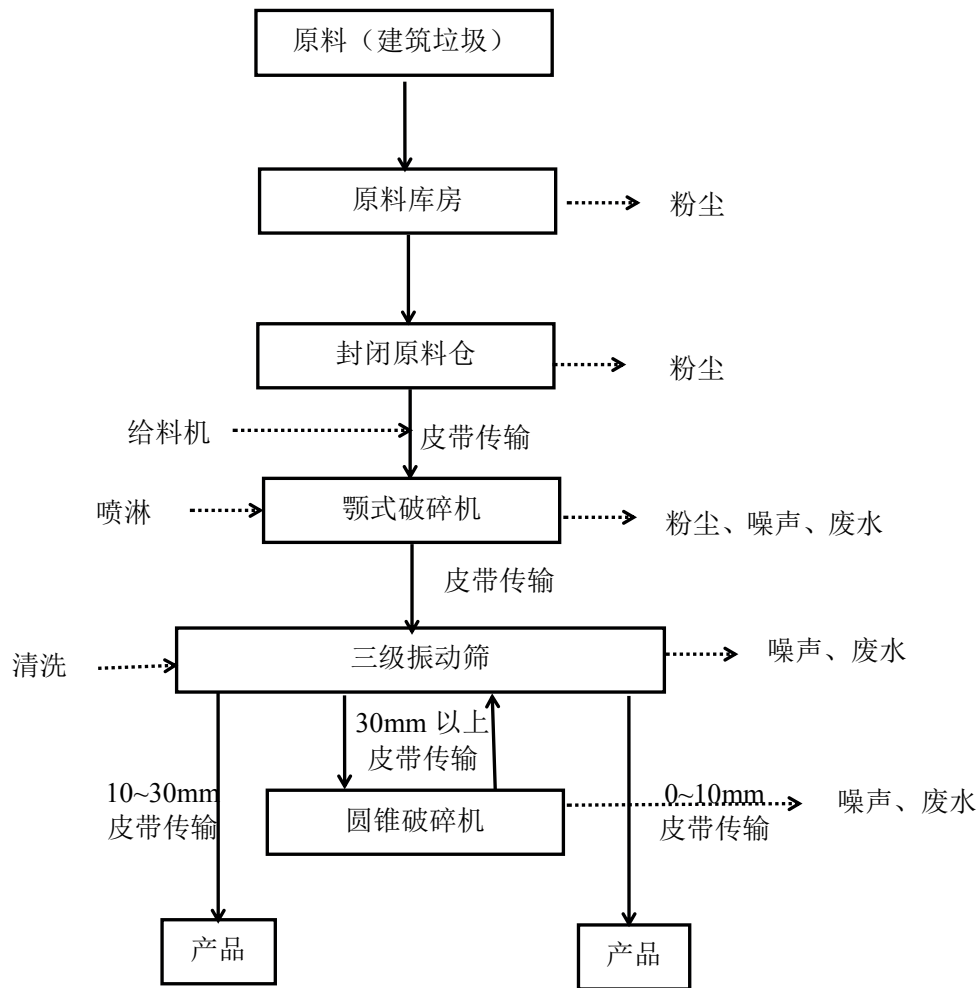 原料（建筑垃圾）
原料库房
粉尘
封闭原料仓
粉尘
给料机
皮带传输
喷淋
颚式破碎机
粉尘、噪声、废水
皮带传输
清洗
三级振动筛
噪声、废水
30mm 以上
皮带传输
10~30mm
皮带传输
圆锥破碎机
0~10mm
皮带传输
噪声、废水
产品
产品